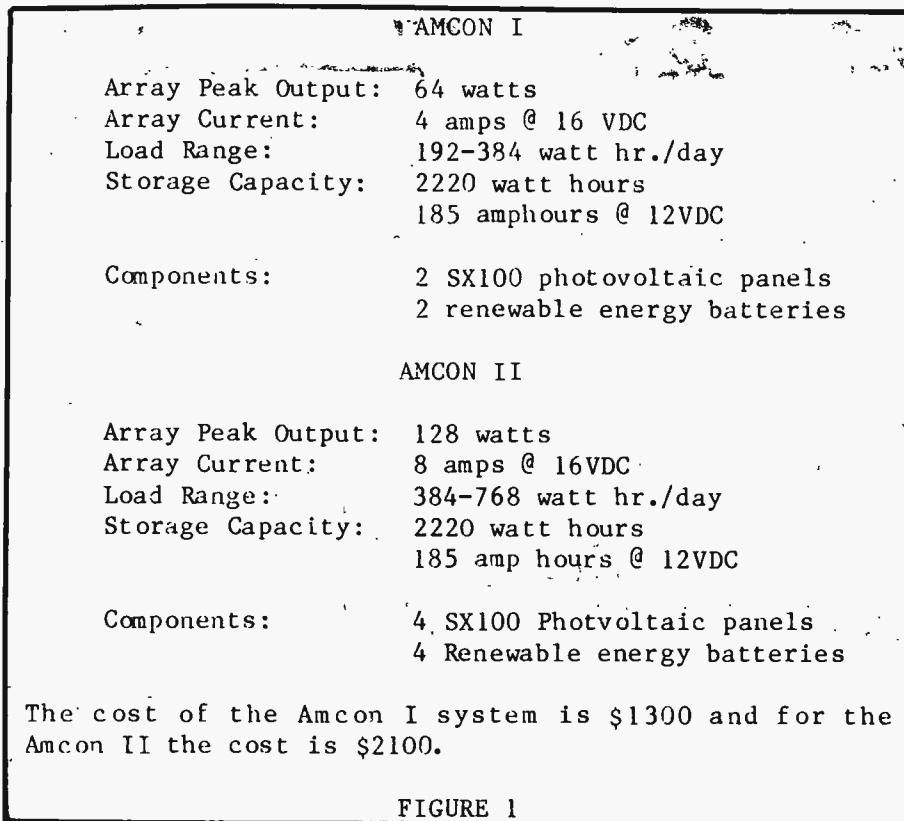 AMCON I
Array Peak Output: 64 watts
Array Current: 4 amps @ 16 VDC
Load Range: 192-384 watt hr./day
Storage Capacity: 2220 watt hours
185 amphours @ 12VDC
Components: 2 SX100 photovoltaic panels
2 renewable energy batteries
AMCON II
Array Peak Output: 128 watts
Array Current: 8 amps @ 16VDC
Load Range: 384-768 watt hr./day
Storage Capacity: 2220 watt hours
185 amp hours @ 12VDC
Components: 4 SX100 Photvoltaic panels
4 Renewable energy batteries
The cost of the Amcon I system is $1300 and for the
Amcon II the cost is $2100.
FIGURE 1